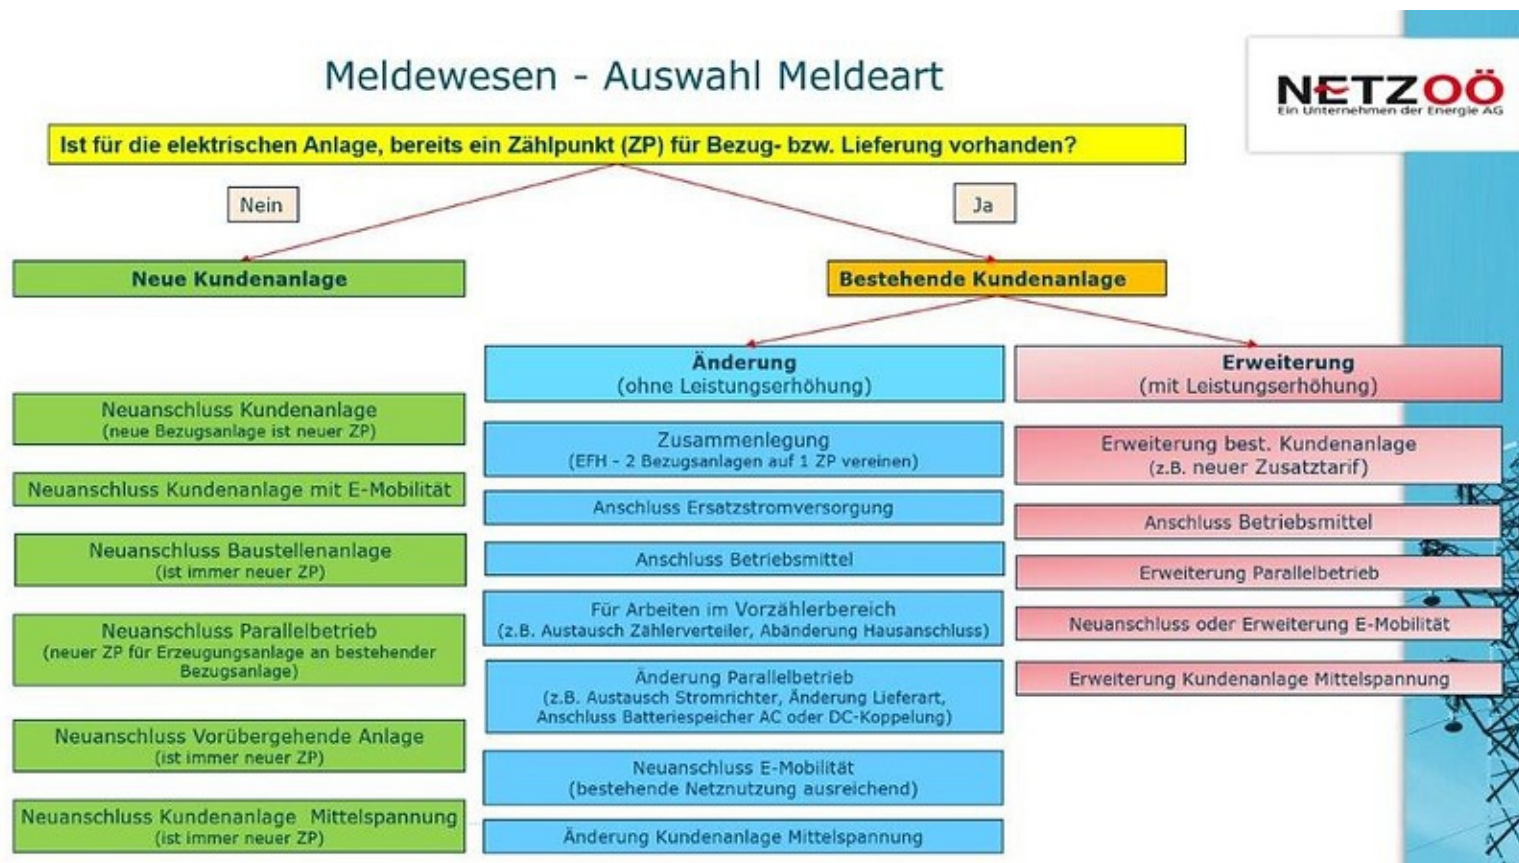 Meldewesen - Auswahl Meldeart
NETZOÖ
Ein Unternehmen der Energie AG
Ist für die elektrischen Anlage, bereits ein Zählpunkt (ZP) für Bezug- bzw. Lieferung vorhanden?
Nein
Ja
Neue Kundenanlage
Bestehende Kundenanlage
Neuanschluss Kundenanlage
(neue Bezugsanlage ist neuer ZP)
Neuanschluss Kundenanlage mit E-Mobilität
Neuanschluss Baustellenanlage
(ist immer neuer ZP)
Neuanschluss Parallelbetrieb
(neuer ZP für Erzeugungsanlage an bestehender
Bezugsanlage)
Neuanschluss Vorübergehende Anlage
(ist immer neuer ZP)
Neuanschluss Kundenanlage Mittelspannung
(ist immer neuer ZP)
Änderung
(ohne Leistungserhöhung)
Zusammenlegung
(EFH - 2 Bezugsanlagen auf 1 ZP vereinen)
Anschluss Ersatzstromversorgung
Anschluss Betriebsmittel
Für Arbeiten im Vorzählerbereich
(z.B. Austausch Zählerverteiler, Abänderung Hausanschluss)
Änderung Parallelbetrieb
(z.B. Austausch Stromrichter, Änderung Lieferart,
Anschluss Batteriespeicher AC oder DC-Koppelung)
Neuanschluss E-Mobilität
(bestehende Netznutzung ausreichend)
Änderung Kundenanlage Mittelspannung
Erweiterung
(mit Leistungserhöhung)
Erweiterung best. Kundenanlage
(z.B. neuer Zusatztarif)
Anschluss Betriebsmittel
Erweiterung Parallelbetrieb
Neuanschluss oder Erweiterung E-Mobilität
Erweiterung Kundenanlage Mittelspannung